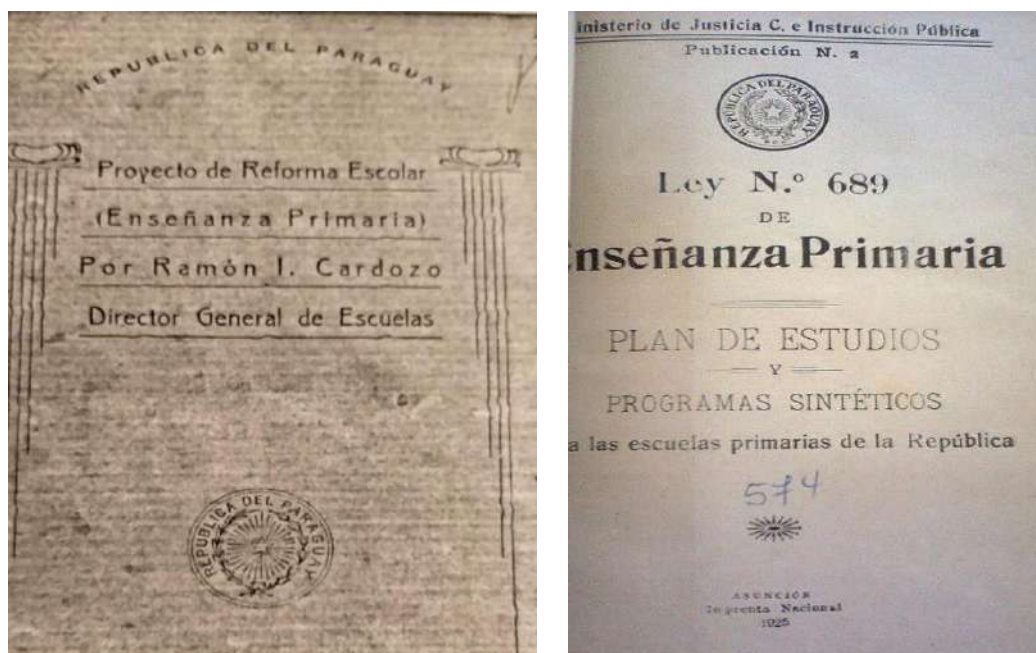 REPUBLICA DEL PARAGUAY
Proyecto de Reforma Escolar
(Enseñanza Primaria)
Por Ramón I. Cardozo
Director General de Escuelas
REPUBLICA DEL PARAGUAY
inisterio de Justicia C. e Instrucción Pública
Publicación N. 2
REPUBLICA DEL PARAGUAY
Ley N.º 689
DE
nseñanza Primaria
PLAN DE ESTUDIOS
Y
PROGRAMAS SINTÉTICOS
a las escuelas primarias de la República
574
ASUNCIÓN
Imprenta Nacional
1925